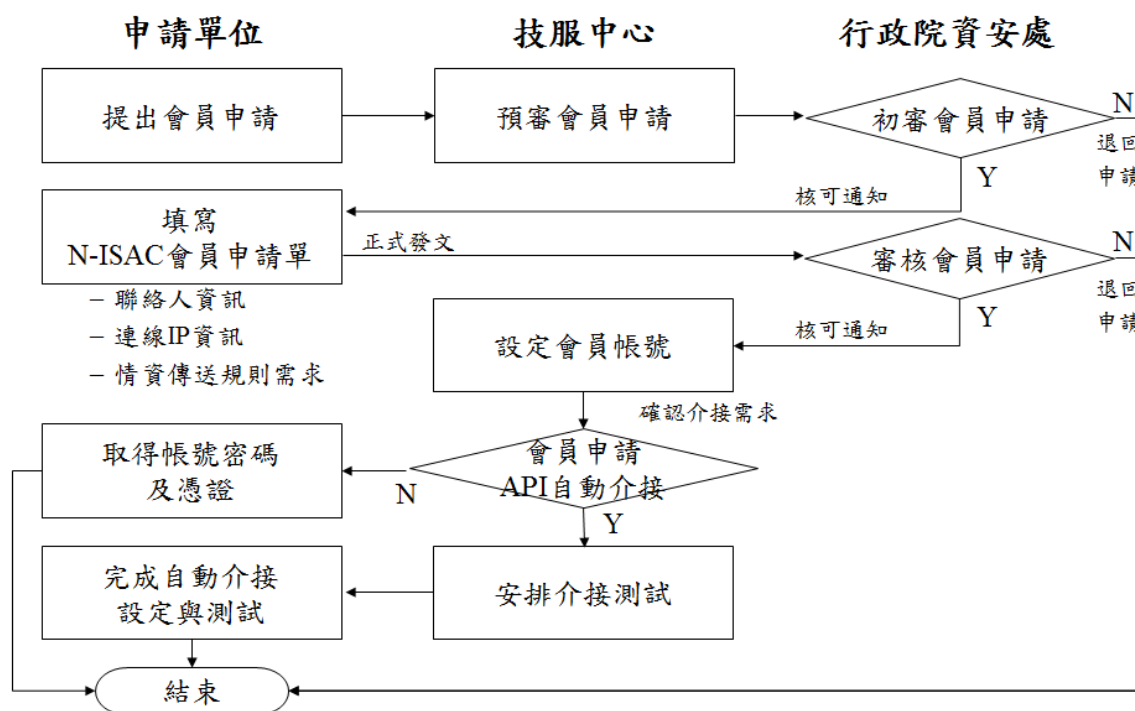 申請單位
技服中心
行政院資安處
提出會員申請
預審會員申請
初審會員申請
N
退回
申請
Y
核可通知
填寫
N-ISAC會員申請單
正式發文
審核會員申請
N
退回
申請
Y
核可通知
– 聯絡人資訊
– 連線IP資訊
– 情資傳送規則需求
設定會員帳號
確認介接需求
會員申請
API自動介接
N
Y
取得帳號密碼
及憑證
完成自動介接
設定與測試
安排介接測試
結束